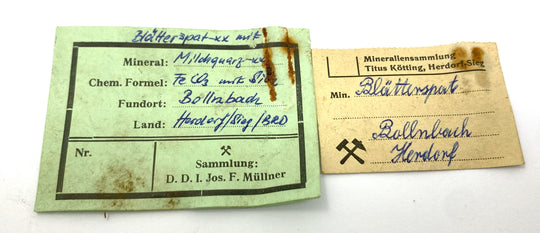 Blätterspat-xx mit
Mineral: Milchquarz-xx
Chem. Formel: FeCO3 mit
Fundort: Bollnbach
Land: Herdorf/Sieg/BRD
Nr.
Sammlung:
D. D. I. Jos. F. Müllner
Mineraliensammlung
Titus Kötting, Herdorf-Sieg
Min. Blätterspat
Bollnbach
Herdorf